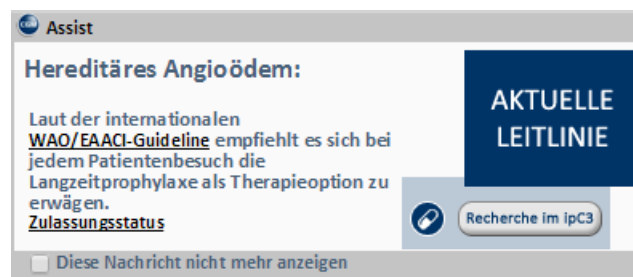 CGM Assist
Hereditäres Angioödem:
Laut der internationalen
WAO/EAACI-Guideline empfiehlt es sich bei
jedem Patientenbesuch die
Langzeitprophylaxe als Therapieoption zu
erwägen.
Zulassungsstatus
AKTUELLE
LEITLINIE
Recherche im ipC3
Diese Nachricht nicht mehr anzeigen